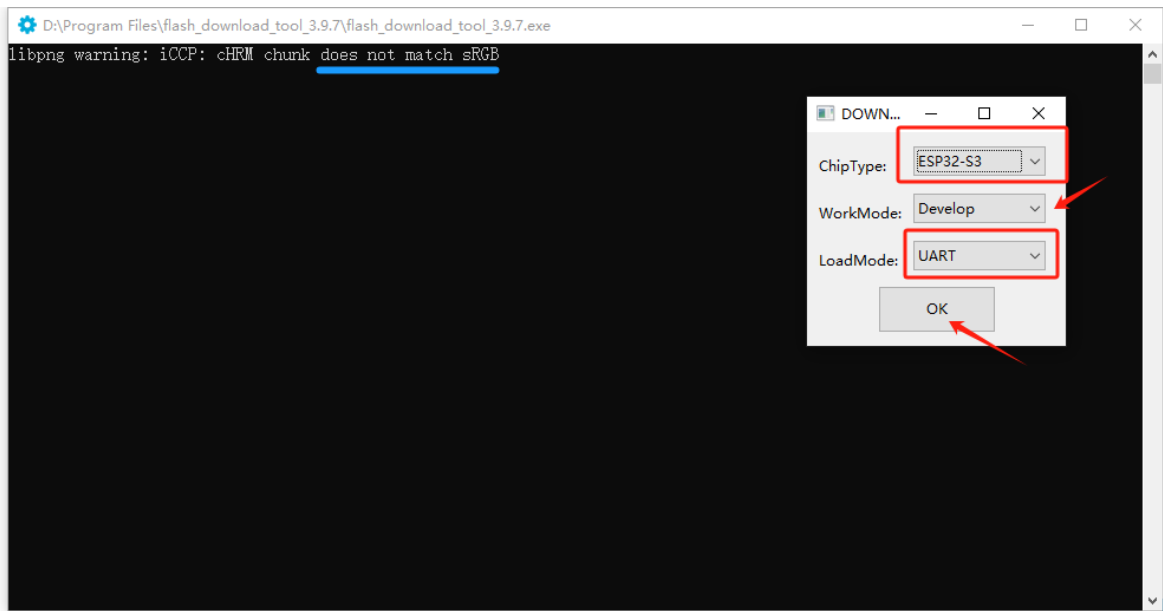 D:\Program Files\flash_download_tool_3.9.7\flash_download_tool_3.9.7.exe
libpng warning: iCCP: cHRM chunk does not match sRGB
DOWN...
ChipType: ESP32-S3
WorkMode: Develop
LoadMode: UART
OK